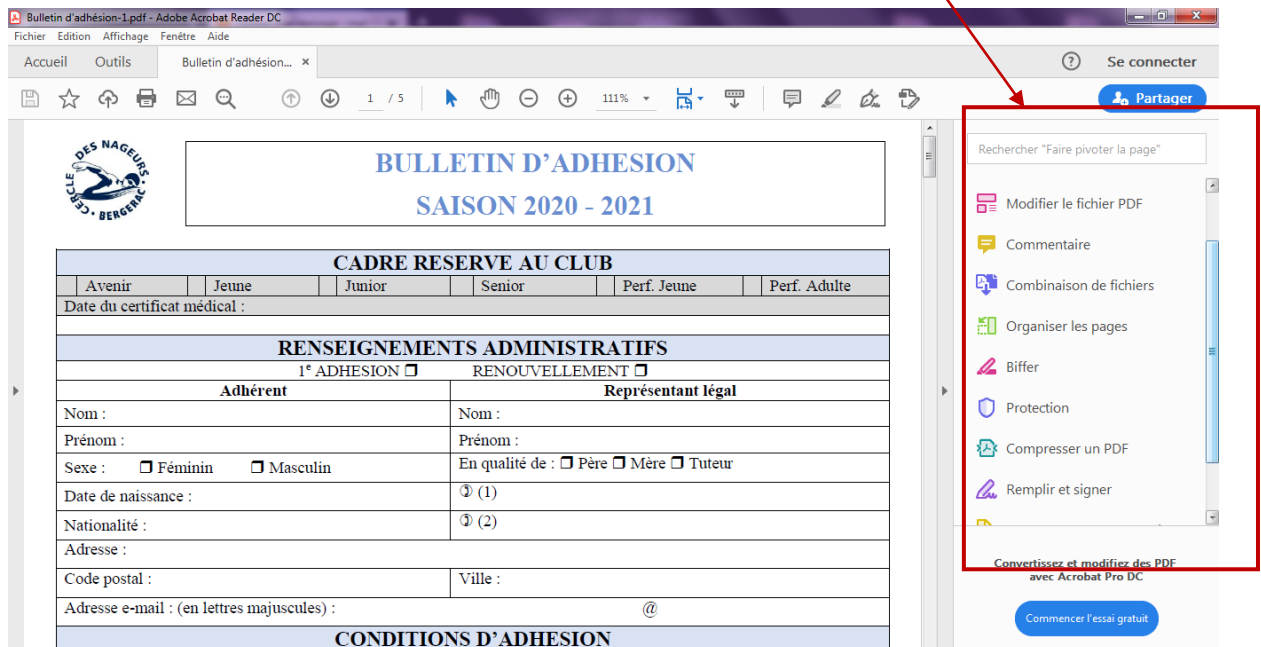 Bulletin d'adhésion-1.pdf - Adobe Acrobat Reader DC
Fichier Edition Affichage Fenêtre Aide
Accueil Outils Bulletin d'adhésion... × ? Se connecter
1 / 5 111% Partager
CERCLE DES NAGEURS • BERGERAC •
BULLETIN D'ADHESION
SAISON 2020 - 2021
CADRE RESERVE AU CLUB
Avenir Jeune Junior Senior Perf. Jeune Perf. Adulte
Date du certificat médical :
RENSEIGNEMENTS ADMINISTRATIFS
1e ADHESION ❒ RENOUVELLEMENT ❒
Adhérent Représentant légal
Nom : Nom :
Prénom : Prénom :
Sexe : ❒ Féminin ❒ Masculin En qualité de : ❒ Père ❒ Mère ❒ Tuteur
Date de naissance : ✆ (1)
Nationalité : ✆ (2)
Adresse :
Code postal : Ville :
Adresse e-mail : (en lettres majuscules) : @
CONDITIONS D'ADHESION
Rechercher "Faire pivoter la page"
Modifier le fichier PDF
Commentaire
Combinaison de fichiers
Organiser les pages
Biffer
Protection
Compresser un PDF
Remplir et signer
Convertissez et modifiez des PDF
avec Acrobat Pro DC
Commencer l'essai gratuit